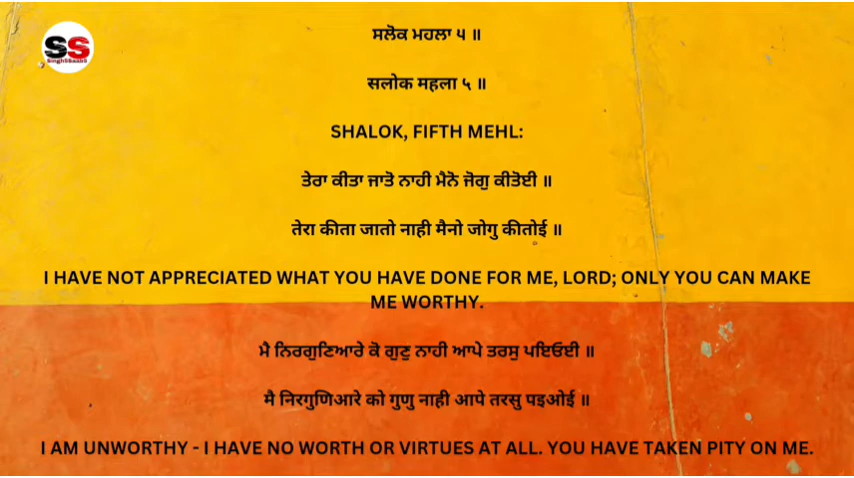 SS
SinghSbaabS
ਸਲੋਕ ਮਹਲਾ ੫ ॥
सलोक महला ५ ॥
SHALOK, FIFTH MEHL:
ਤੇਰਾ ਕੀਤਾ ਜਾਤੋ ਨਾਹੀ ਮੈਨੋ ਜੋਗੁ ਕੀਤੋਈ ॥
तेरा कीता जातो नाही मैनो जोगु कीतोई ॥
I HAVE NOT APPRECIATED WHAT YOU HAVE DONE FOR ME, LORD; ONLY YOU CAN MAKE
ME WORTHY.
ਮੈ ਨਿਰਗੁਣਿਆਰੇ ਕੋ ਗੁਣੁ ਨਾਹੀ ਆਪੇ ਤਰਸੁ ਪਇਓਈ ॥
मै निरगुणिआरे को गुणु नाही आपे तरसु पइओई ॥
I AM UNWORTHY - I HAVE NO WORTH OR VIRTUES AT ALL. YOU HAVE TAKEN PITY ON ME.